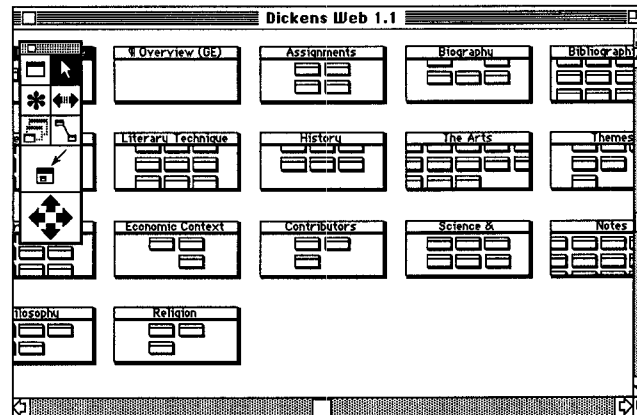 Dickens Web 1.1
¶ Overview (GE)
Assignments
Biography
Bibliograph
Literary Technique
History
The Arts
Themes
Economic Context
Contributors
Science &
Notes
ilosophy
Religion